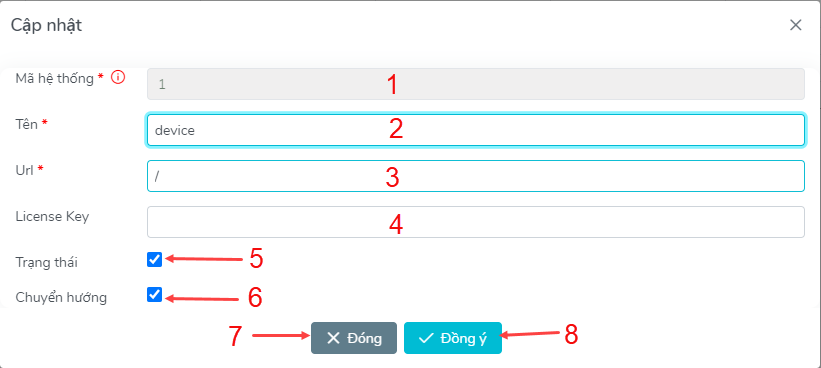 Cập nhật
Mã hệ thống * 1 1
Tên * device 2
Url * / 3
License Key 4
Trạng thái 5
Chuyển hướng 6
7 Đóng Đồng ý 8